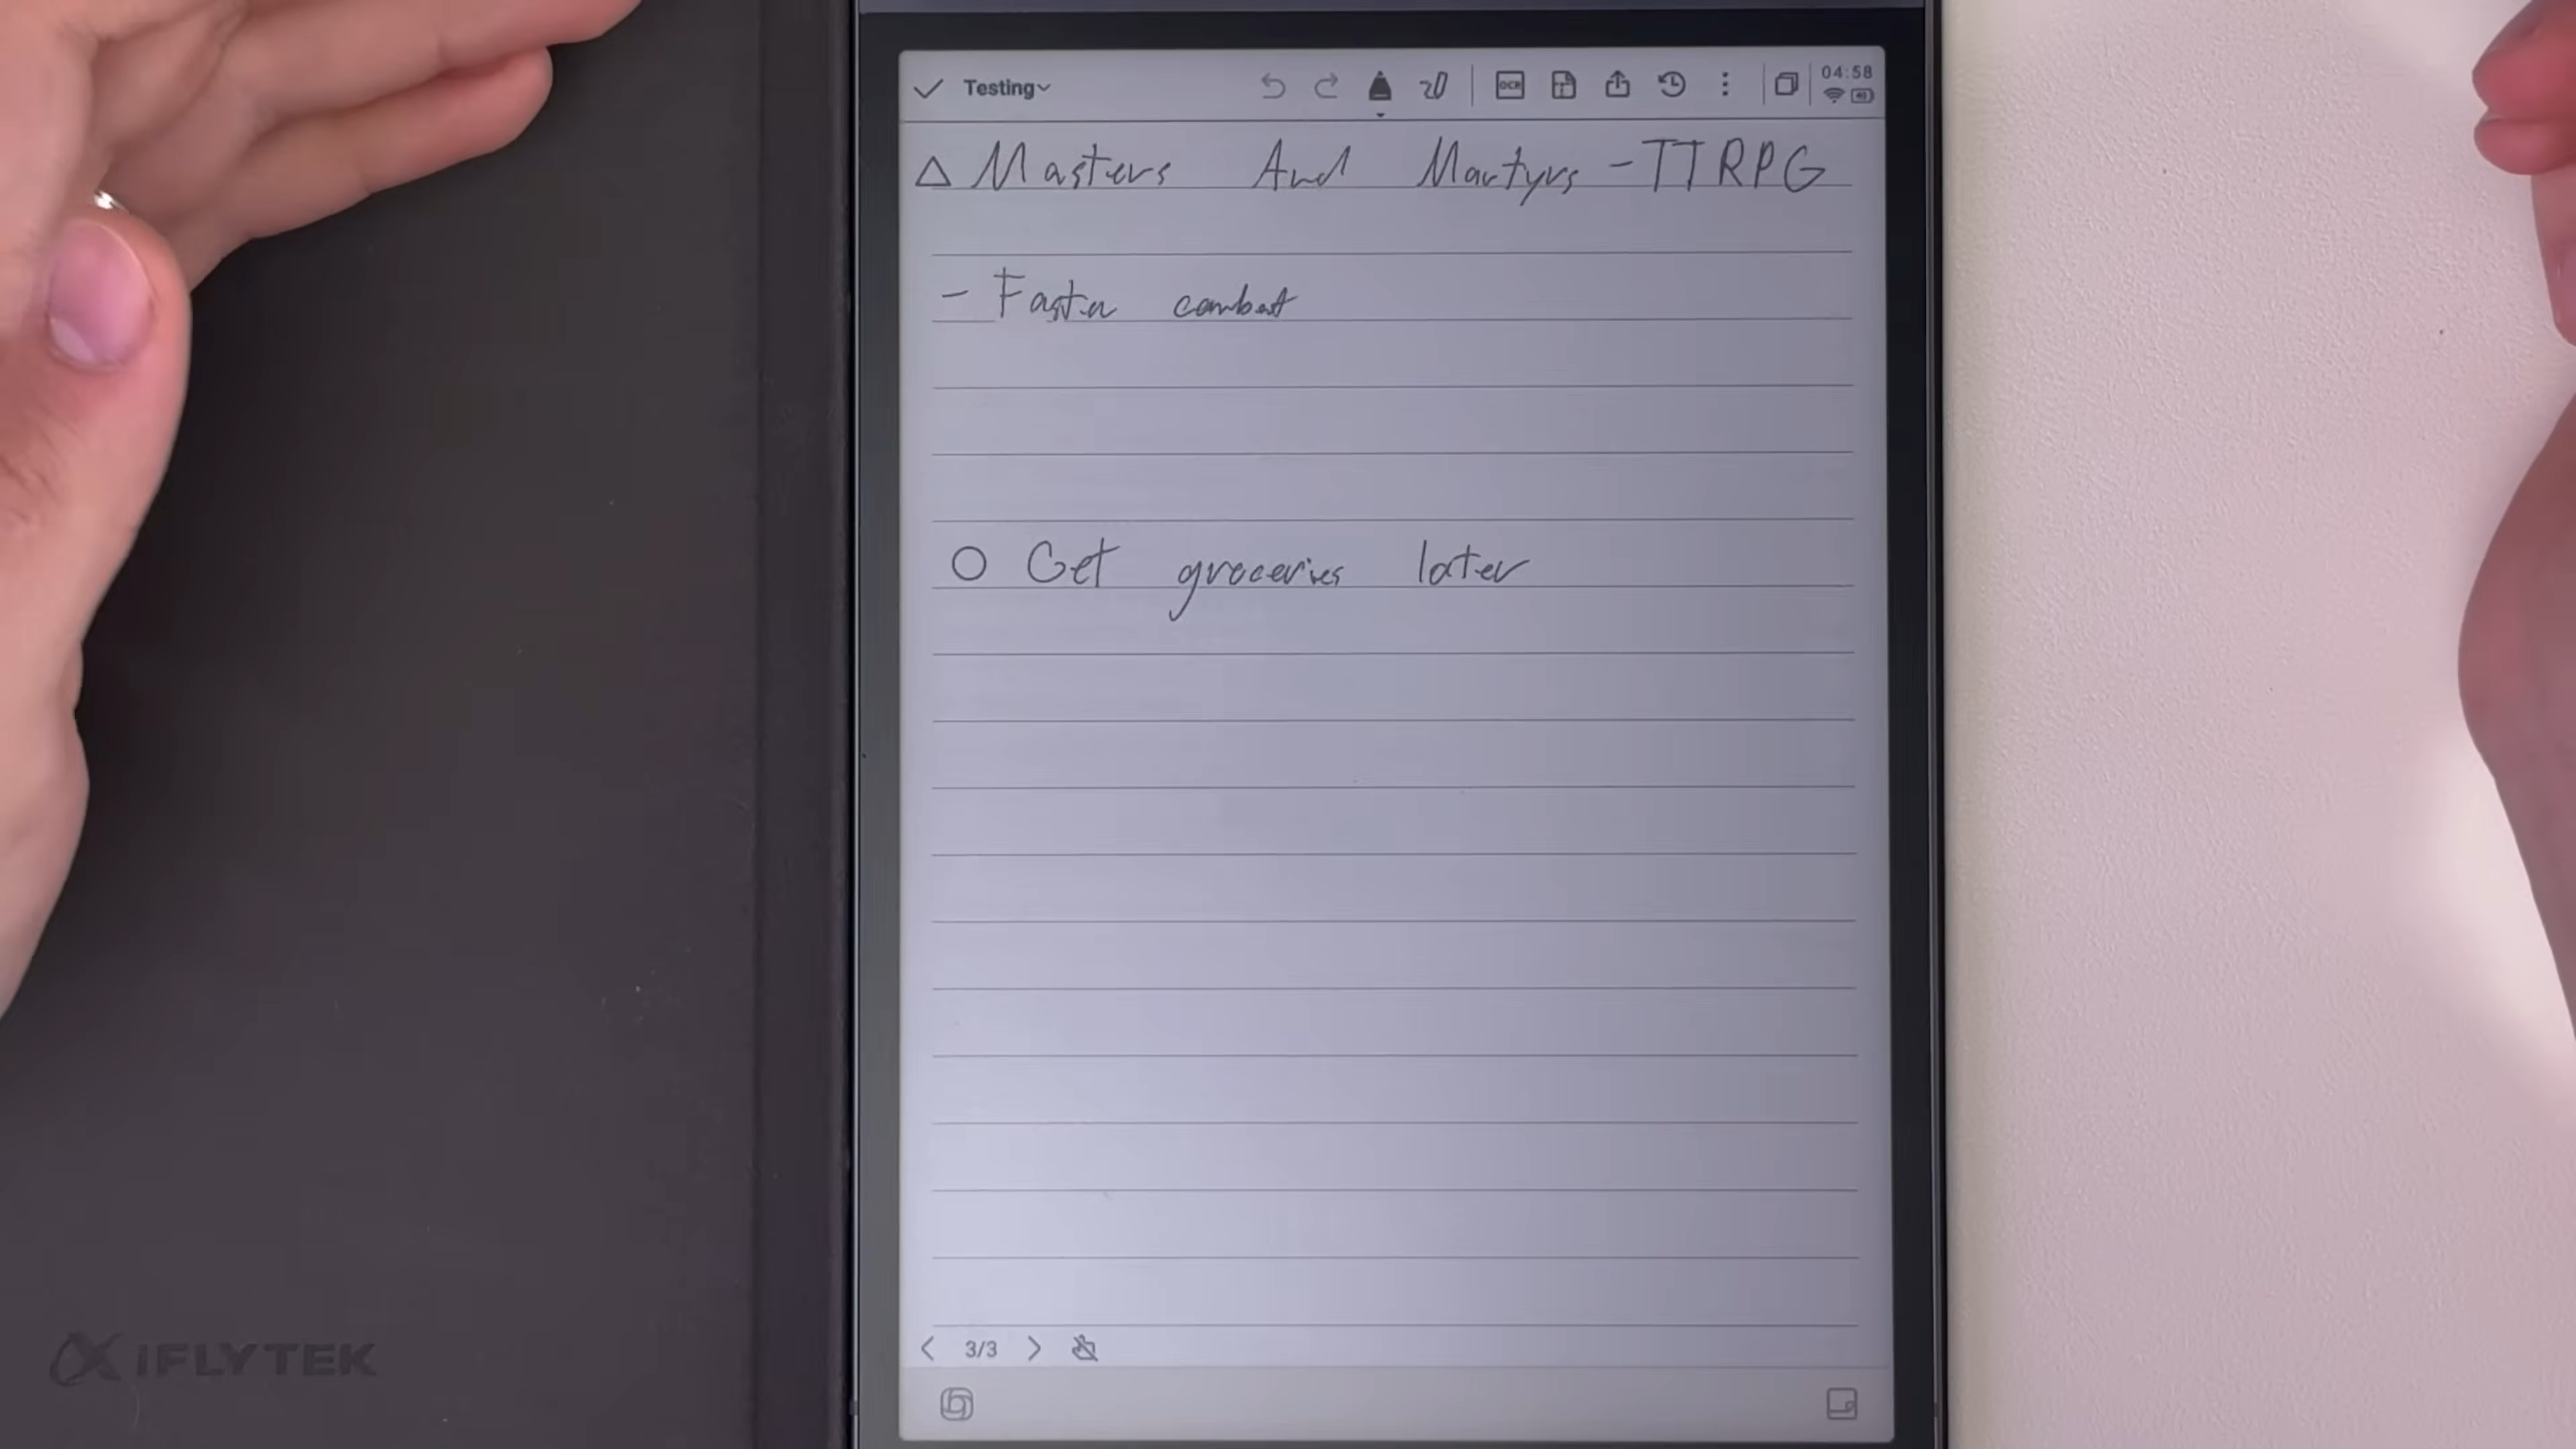 Testing
04:58
△ Masters And Martyrs - TTRPG
- Faster combat
○ Get groceries later
3/3
iFLYTEK